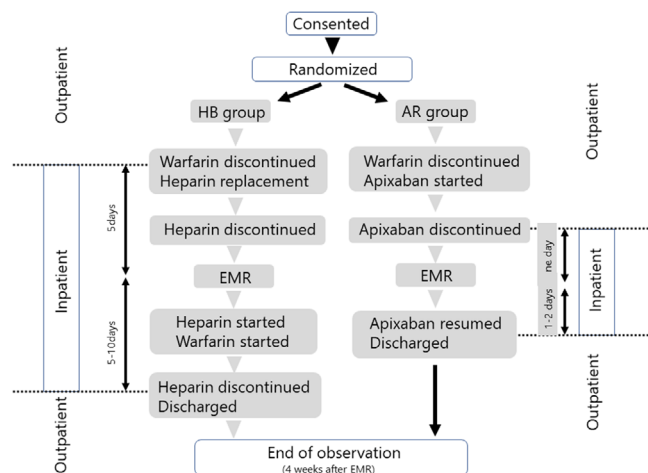 Consented
Randomized
Outpatient
HB group
AR group
Outpatient
Warfarin discontinued
Heparin replacement
Warfarin discontinued
Apixaban started
5days
Heparin discontinued
Apixaban discontinued
Inpatient
EMR
EMR
ne day
Inpatient
1-2 days
5-10days
Heparin started
Warfarin started
Apixaban resumed
Discharged
Heparin discontinued
Discharged
Outpatient
Outpatient
End of observation
(4 weeks after EMR)